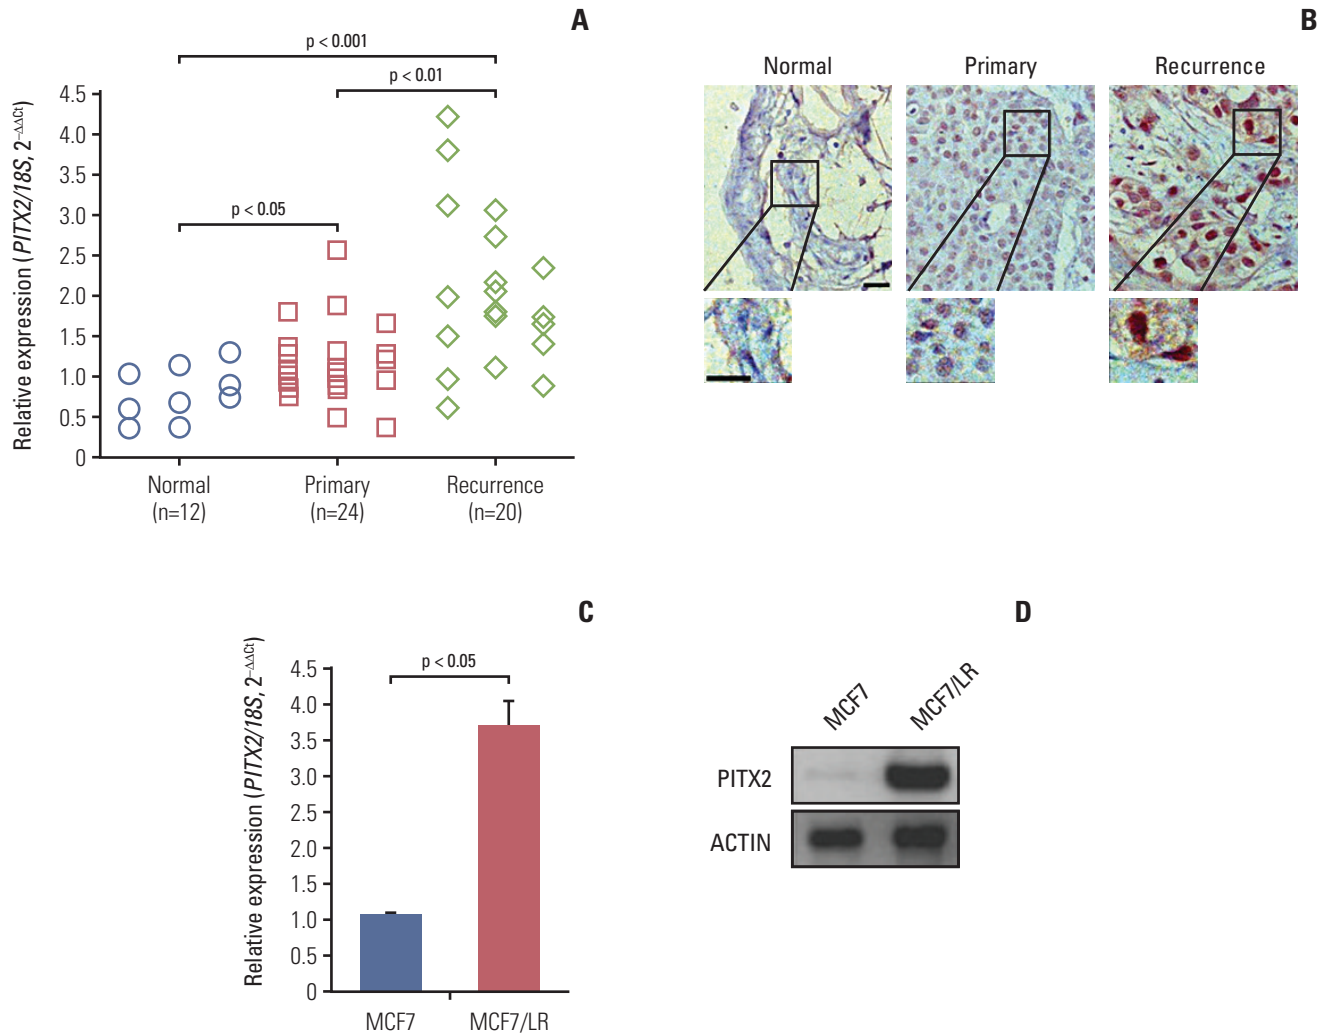 A
p < 0.001
p < 0.01
p < 0.05
Relative expression (PITX2/18S, 2–ΔΔCt)
4.5
4.0
3.5
3.0
2.5
2.0
1.5
1.0
0.5
0
Normal
(n=12)
Primary
(n=24)
Recurrence
(n=20)
B
Normal
Primary
Recurrence
C
p < 0.05
Relative expression (PITX2/18S, 2–ΔΔCt)
4.5
4.0
3.5
3.0
2.5
2.0
1.5
1.0
0.5
0
MCF7
MCF7/LR
D
MCF7
MCF7/LR
PITX2
ACTIN